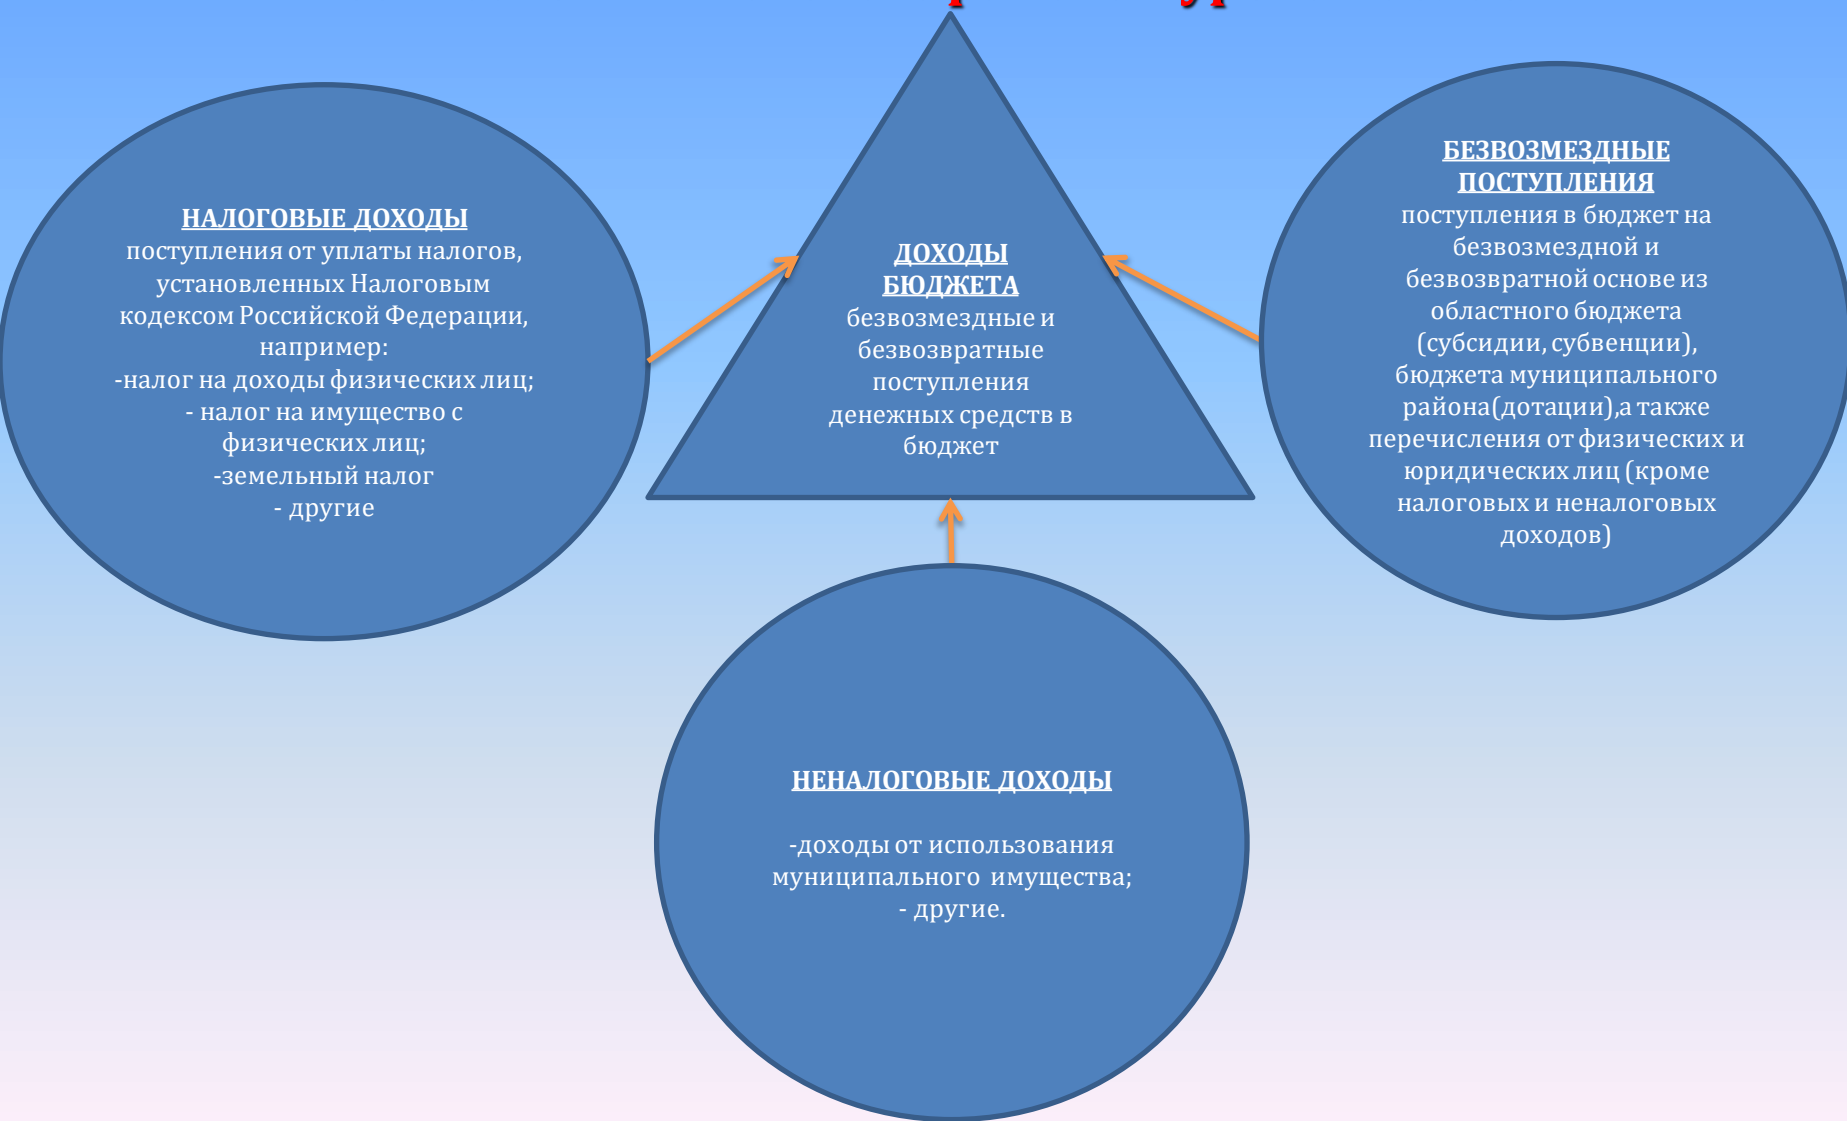 НАЛОГОВЫЕ ДОХОДЫ
поступления от уплаты налогов,
установленных Налоговым
кодексом Российской Федерации,
например:
-налог на доходы физических лиц;
- налог на имущество с
физических лиц;
-земельный налог
- другие
ДОХОДЫ
БЮДЖЕТА
безвозмездные и
безвозвратные
поступления
денежных средств в
бюджет
БЕЗВОЗМЕЗДНЫЕ
ПОСТУПЛЕНИЯ
поступления в бюджет на
безвозмездной и
безвозвратной основе из
областного бюджета
(субсидии, субвенции),
бюджета муниципального
района(дотации),а также
перечисления от физических и
юридических лиц (кроме
налоговых и неналоговых
доходов)
НЕНАЛОГОВЫЕ ДОХОДЫ
-доходы от использования
муниципального имущества;
- другие.